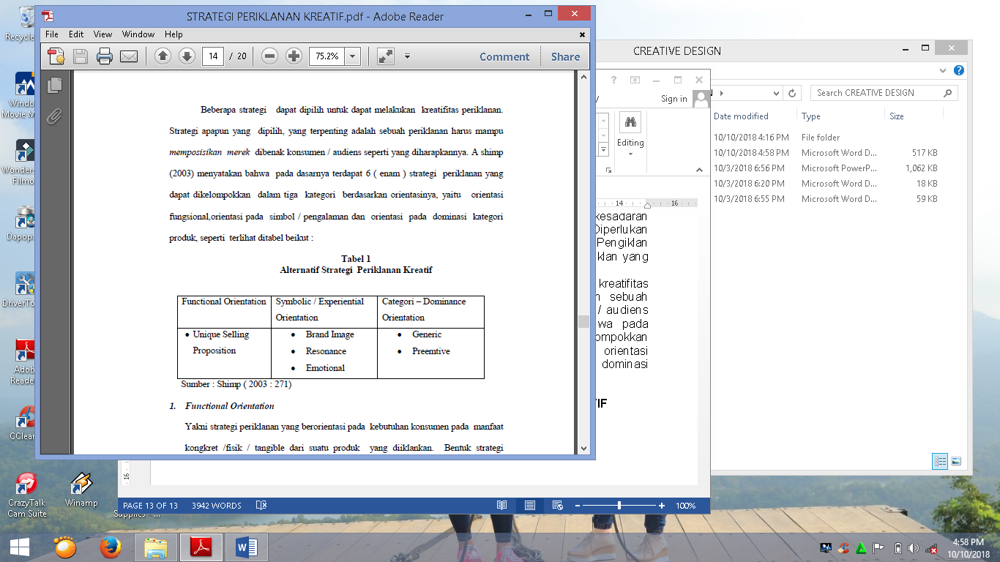 STRATEGI PERIKLANAN KREATIF.pdf - Adobe Reader
File Edit View Window Help
14 / 20
75.2%
Comment Share
Beberapa strategi dapat dipilih untuk dapat melakukan kreatifitas periklanan.
Strategi apapun yang dipilih, yang terpenting adalah sebuah periklanan harus mampu
memposisikan merek dibenak konsumen / audiens seperti yang diharapkannya. A shimp
(2003) menyatakan bahwa pada dasarnya terdapat 6 ( enam ) strategi periklanan yang
dapat dikelompokkan dalam tiga kategori berdasarkan orientasinya, yaitu orientasi
fungsional,orientasi pada simbol / pengalaman dan orientasi pada dominasi kategori
produk, seperti terlihat ditabel beikut :
Tabel 1
Alternatif Strategi Periklanan Kreatif
Functional Orientation
Symbolic / Experiential
Orientation
Categori – Dominance
Orientation
• Unique Selling
Proposition
• Brand Image
• Resonance
• Emotional
• Generic
• Preemtive
Sumber : Shimp ( 2003 : 271)
1. Functional Orientation
Yakni strategi periklanan yang berorientasi pada kebutuhan konsumen pada manfaat
kongkret /fisik / tangible dari suatu produk yang diiklankan. Bentuk strategi
CREATIVE DESIGN
Search CREATIVE DESIGN
Date modified Type Size
10/10/2018 4:16 PM File folder
10/10/2018 4:58 PM Microsoft Word D... 517 KB
10/3/2018 6:56 PM Microsoft PowerP... 1,062 KB
10/3/2018 6:20 PM Microsoft Word D... 18 KB
10/3/2018 6:55 PM Microsoft Word D... 59 KB
Sign in
Editing
14 16
kesadaran
Diperlukan
Pengiklan
klan yang
kreatifitas
sebuah
/ audiens
wa pada
ompokkan
orientasi
dominasi
TIF
16
PAGE 13 OF 13 3942 WORDS
100%
Recycle
Windo
Movie M
Wonders
Filmo
Dapopa
DriverTo
Adob
Reade
CClean
CrazyTalk
Cam Suite
Winamp
Supplies - ...
4:58 PM
10/10/2018